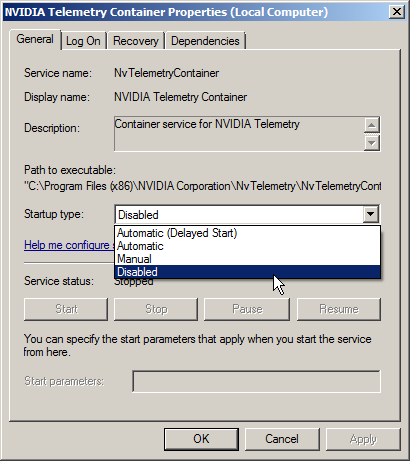 NVIDIA Telemetry Container Properties (Local Computer)
General Log On Recovery Dependencies
Service name: NvTelemetryContainer
Display name: NVIDIA Telemetry Container
Description: Container service for NVIDIA Telemetry
Path to executable:
"C:\Program Files (x86)\NVIDIA Corporation\NvTelemetry\NvTelemetryCont
Startup type: Disabled
Automatic (Delayed Start)
Help me configure
Automatic
Manual
Disabled
Service status: Stopped
Start Stop Pause Resume
You can specify the start parameters that apply when you start the service
from here.
Start parameters:
OK Cancel Apply